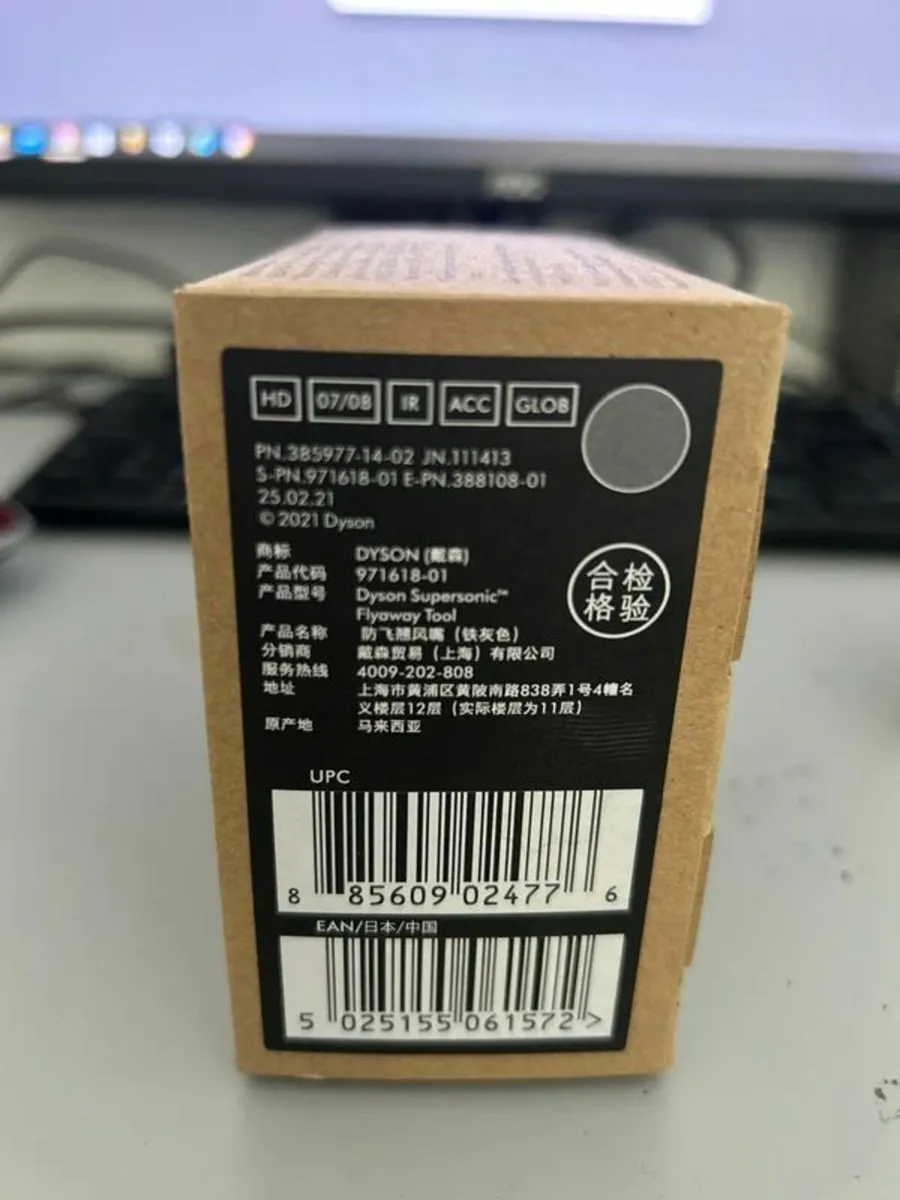 HD 07/08 IR ACC GLOB
PN.385977-14-02 JN.111413
S-PN.971618-01 E-PN.388108-01
25.02.21
© 2021 Dyson
商标 DYSON (戴森)
产品代码 971618-01
产品型号 Dyson Supersonic™
Flyaway Tool
产品名称 防飞翘风嘴（铁灰色）
分销商 戴森贸易（上海）有限公司
服务热线 4009-202-808
地址 上海市黄浦区黄陂南路838弄1号4幢名
义楼层12层（实际楼层为11层）
原产地 马来西亚
合检
格验
UPC
8 85609 02477 6
EAN/日本/中国
5 025155 061572 >